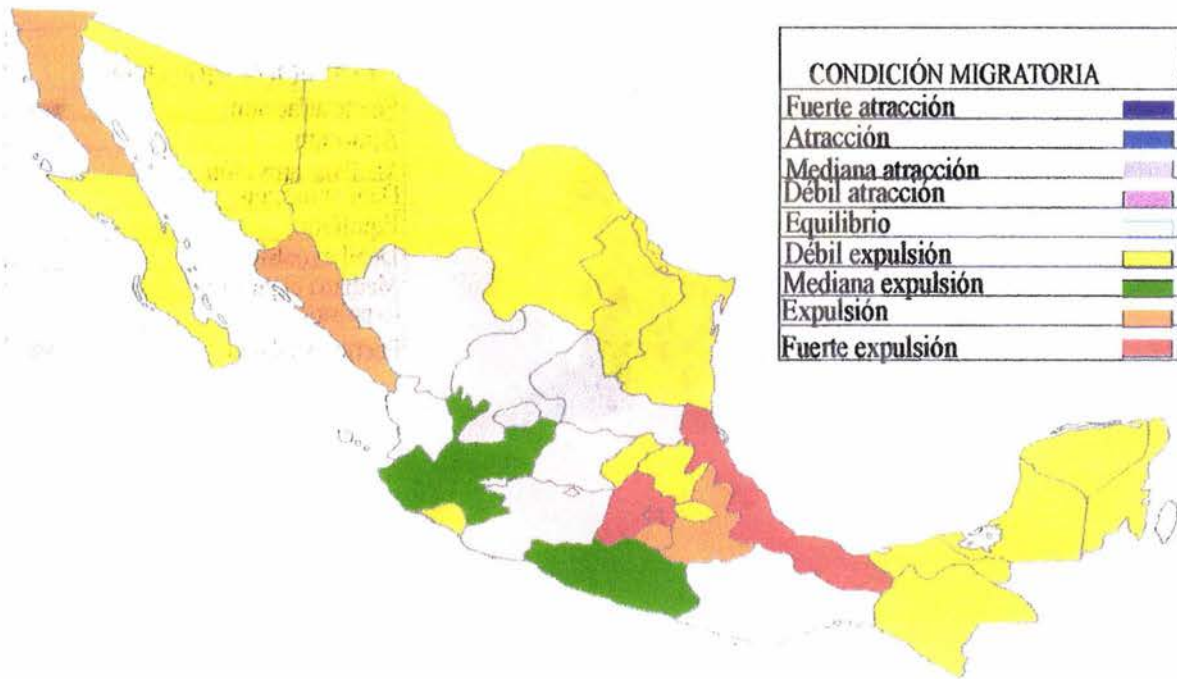 CONDICIÓN MIGRATORIA
Fuerte atracción
Atracción
Mediana atracción
Débil atracción
Equilibrio
Débil expulsión
Mediana expulsión
Expulsión
Fuerte expulsión